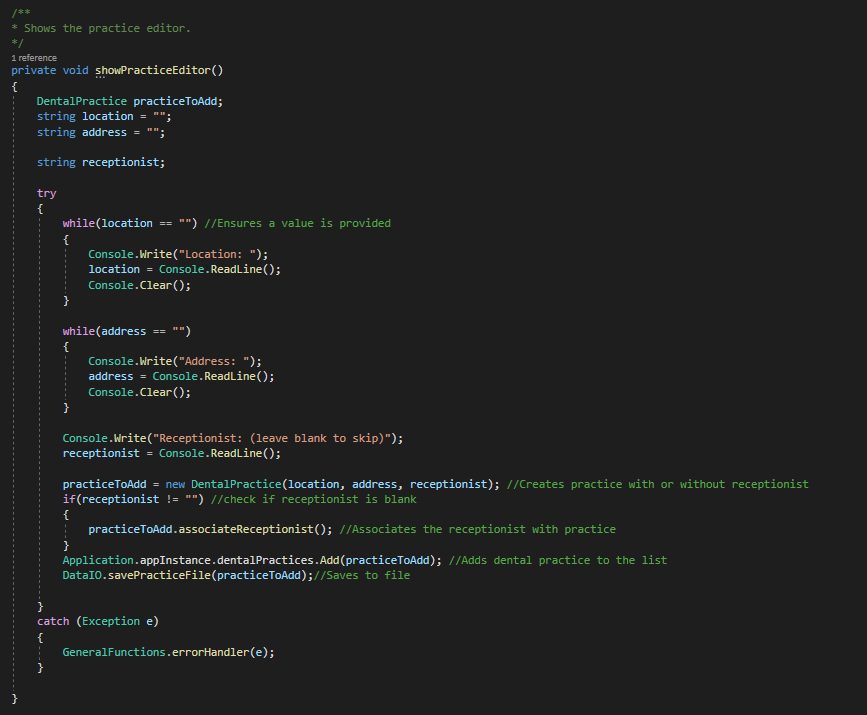 /**
* Shows the practice editor.
*/
1 reference
private void showPracticeEditor()
{
DentalPractice practiceToAdd;
string location = "";
string address = "";
string receptionist;
try
{
while(location == "") //Ensures a value is provided
{
Console.Write("Location: ");
location = Console.ReadLine();
Console.Clear();
}
while(address == "")
{
Console.Write("Address: ");
address = Console.ReadLine();
Console.Clear();
}
Console.Write("Receptionist: (leave blank to skip)");
receptionist = Console.ReadLine();
practiceToAdd = new DentalPractice(location, address, receptionist); //Creates practice with or without receptionist
if(receptionist != "") //check if receptionist is blank
{
practiceToAdd.associateReceptionist(); //Associates the receptionist with practice
}
Application.appInstance.dentalPractices.Add(practiceToAdd); //Adds dental practice to the list
DataIO.savePracticeFile(practiceToAdd);//Saves to file
}
catch (Exception e)
{
GeneralFunctions.errorHandler(e);
}
}